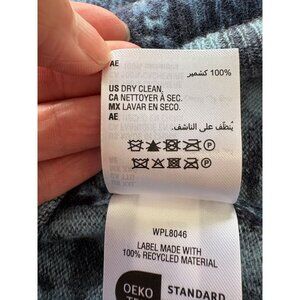 AE
100% كشمير
US DRY CLEAN.
CA NETTOYER À SEC.
MX LAVAR EN SECO.
AE
يُنظّف على الناشف.
WPL8046
LABEL MADE WITH
100% RECYCLED MATERIAL
OEKO
STANDARD